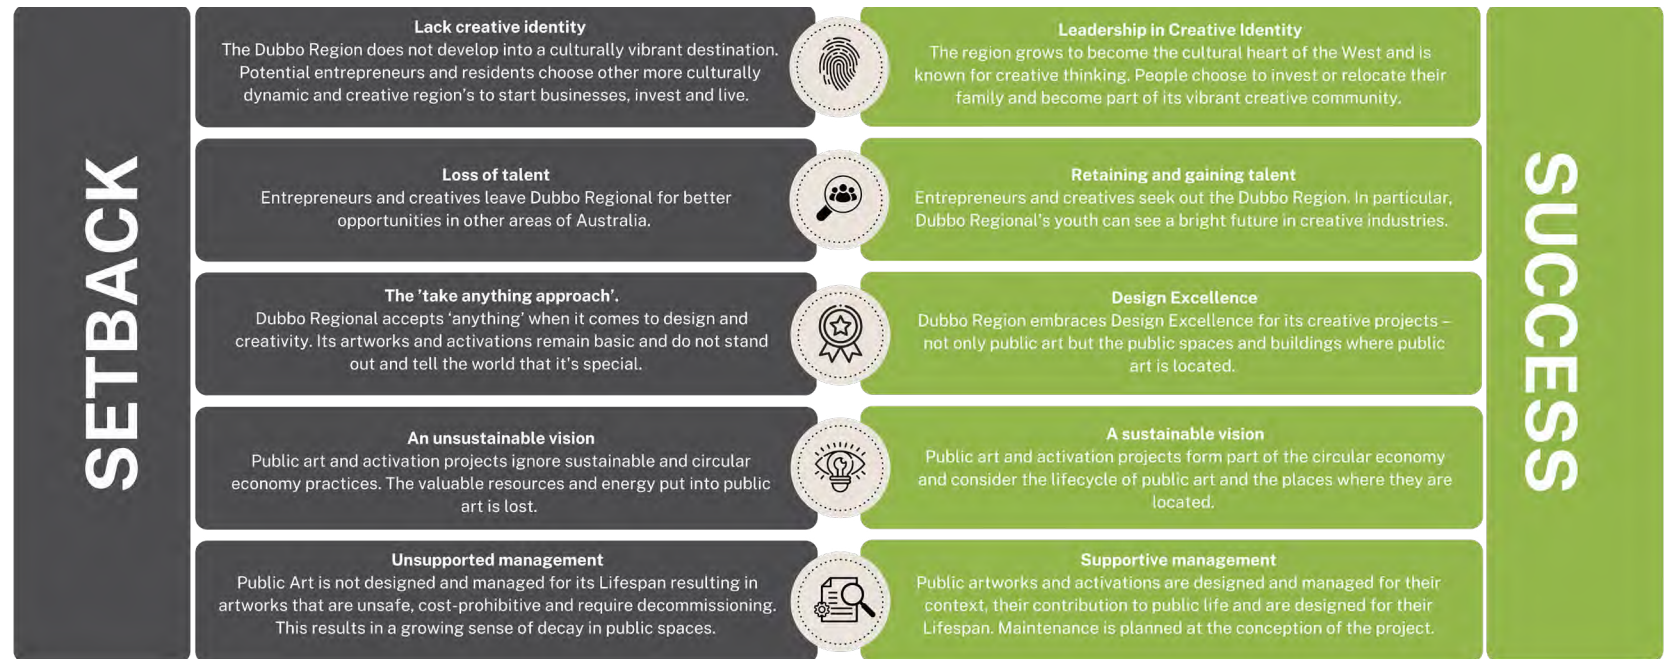 SETBACK
Lack creative identity
The Dubbo Region does not develop into a culturally vibrant destination.
Potential entrepreneurs and residents choose other more culturally
dynamic and creative region's to start businesses, invest and live.
Leadership in Creative Identity
The region grows to become the cultural heart of the West and is
known for creative thinking. People choose to invest or relocate their
family and become part of its vibrant creative community.
Loss of talent
Entrepreneurs and creatives leave Dubbo Regional for better
opportunities in other areas of Australia.
Retaining and gaining talent
Entrepreneurs and creatives seek out the Dubbo Region. In particular,
Dubbo Regional's youth can see a bright future in creative industries.
The 'take anything approach'.
Dubbo Regional accepts 'anything' when it comes to design and
creativity. Its artworks and activations remain basic and do not stand
out and tell the world that it's special.
Design Excellence
Dubbo Region embraces Design Excellence for its creative projects –
not only public art but the public spaces and buildings where public
art is located.
An unsustainable vision
Public art and activation projects ignore sustainable and circular
economy practices. The valuable resources and energy put into public
art is lost.
A sustainable vision
Public art and activation projects form part of the circular economy
and consider the lifecycle of public art and the places where they are
located.
Unsupported management
Public Art is not designed and managed for its Lifespan resulting in
artworks that are unsafe, cost-prohibitive and require decommissioning.
This results in a growing sense of decay in public spaces.
Supportive management
Public artworks and activations are designed and managed for their
context, their contribution to public life and are designed for their
Lifespan. Maintenance is planned at the conception of the project.
SUCCESS